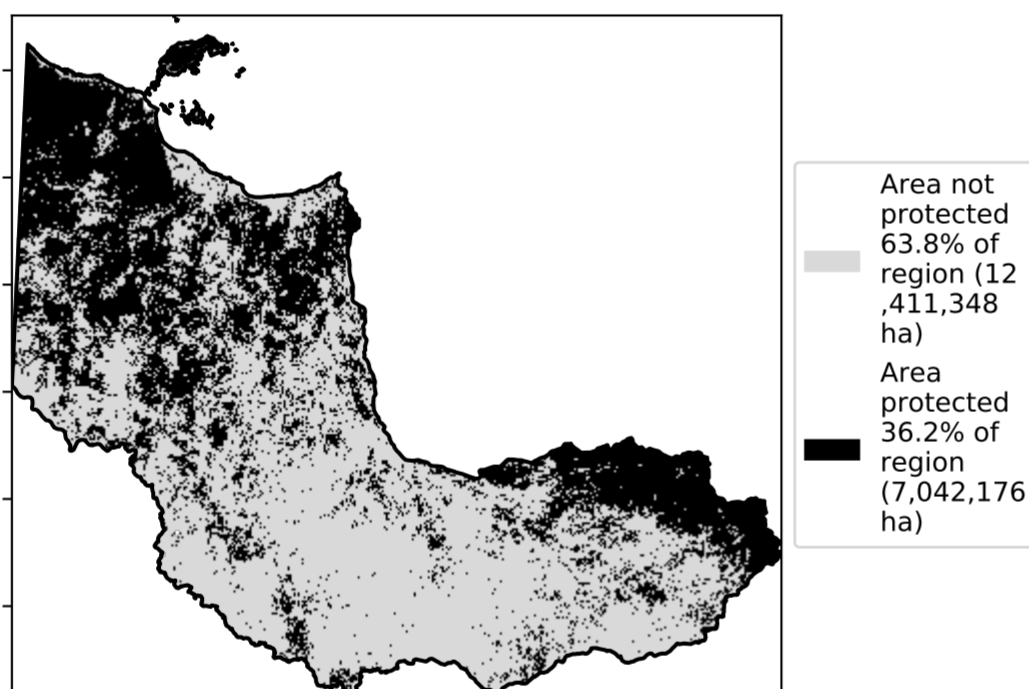 Area not
protected
63.8% of
region (12
,411,348
ha)
Area
protected
36.2% of
region
(7,042,176
ha)